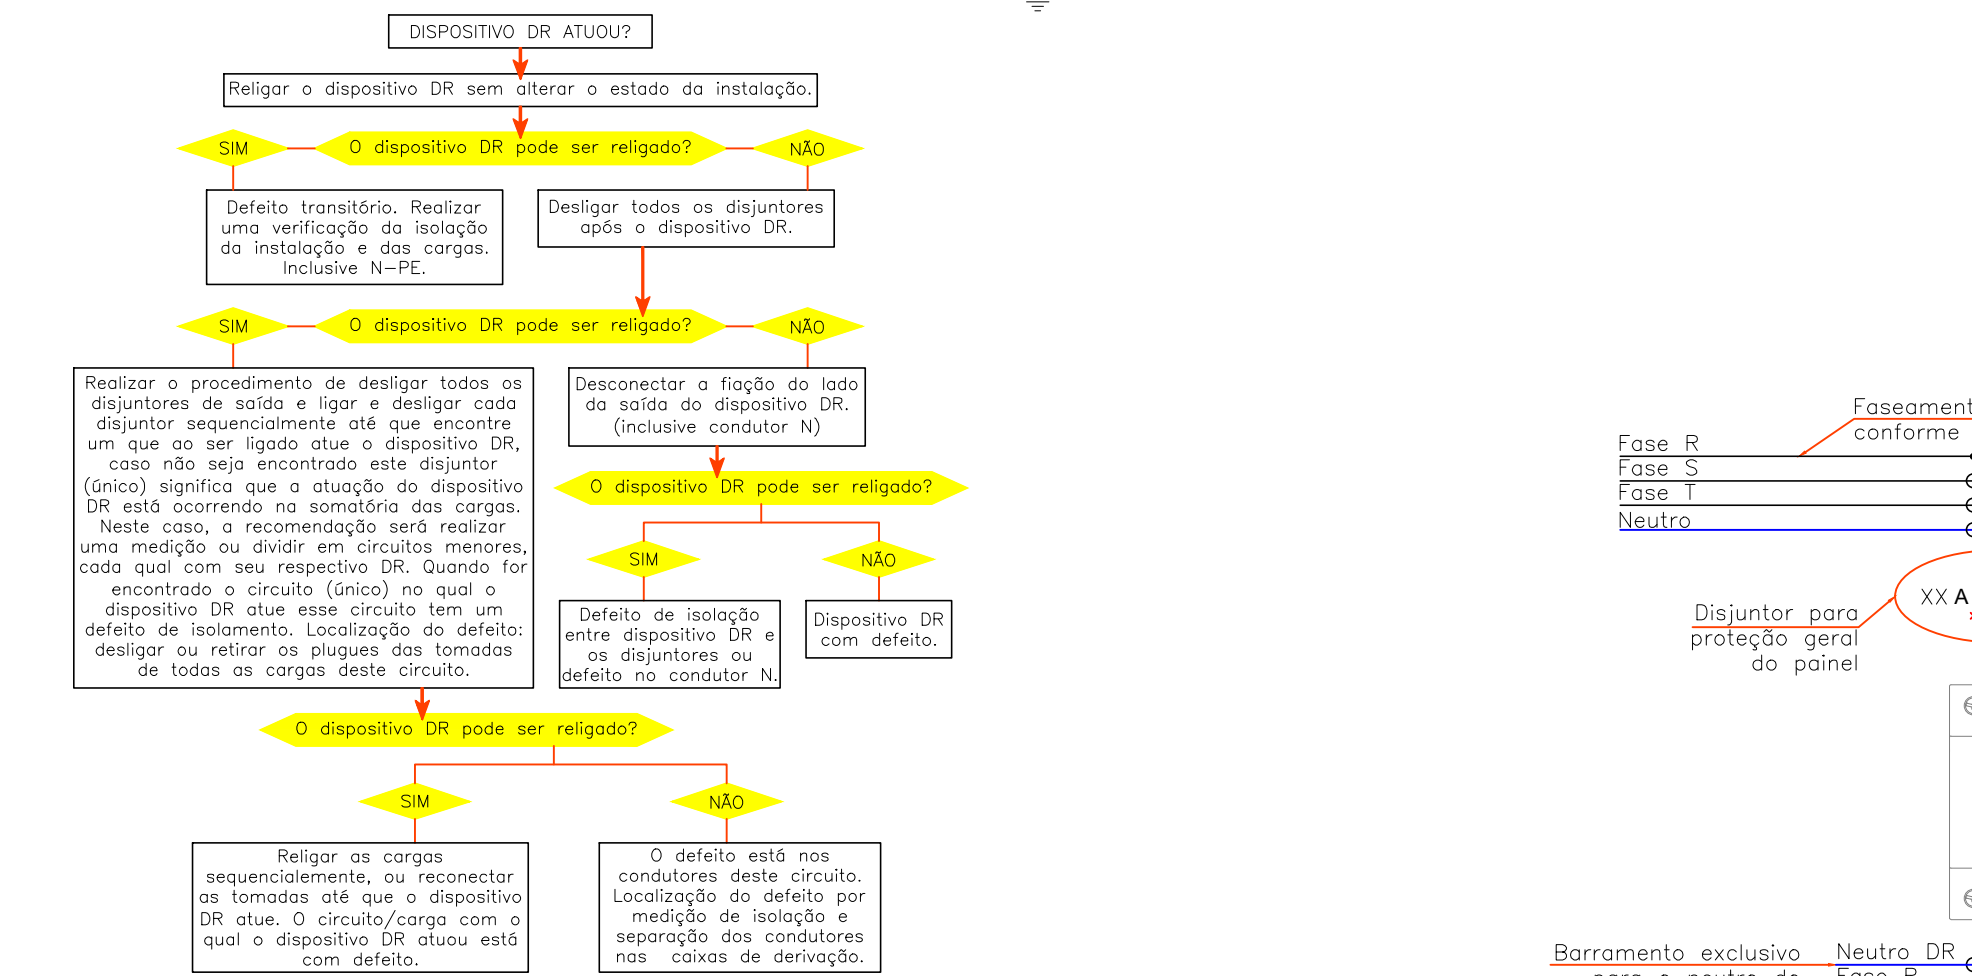 DISPOSITIVO DR ATUOU?
Religar o dispositivo DR sem alterar o estado da instalação.
SIM
O dispositivo DR pode ser religado?
NÃO
Defeito transitório. Realizar
uma verificação da isolação
da instalação e das cargas.
Inclusive N-PE.
Desligar todos os disjuntores
após o dispositivo DR.
SIM
O dispositivo DR pode ser religado?
NÃO
Realizar o procedimento de desligar todos os
disjuntores de saída e ligar e desligar cada
disjuntor sequencialmente até que encontre
um que ao ser ligado atue o dispositivo DR,
caso não seja encontrado este disjuntor
(único) significa que a atuação do dispositivo
DR está ocorrendo na somatória das cargas.
Neste caso, a recomendação será realizar
uma medição ou dividir em circuitos menores,
cada qual com seu respectivo DR. Quando for
encontrado o circuito (único) no qual o
dispositivo DR atue esse circuito tem um
defeito de isolamento. Localização do defeito:
desligar ou retirar os plugues das tomadas
de todas as cargas deste circuito.
Desconectar a fiação do lado
da saída do dispositivo DR.
(inclusive condutor N)
O dispositivo DR pode ser religado?
SIM
NÃO
Defeito de isolação
entre dispositivo DR e
os disjuntores ou
defeito no condutor N.
Dispositivo DR
com defeito.
O dispositivo DR pode ser religado?
SIM
NÃO
Religar as cargas
sequencialemente, ou reconectar
as tomadas até que o dispositivo
DR atue. O circuito/carga com o
qual o dispositivo DR atuou está
com defeito.
O defeito está nos
condutores deste circuito.
Localização do defeito por
medição de isolação e
separação dos condutores
nas caixas de derivação.
Faseament
conforme
Fase R
Fase S
Fase T
Neutro
XX A
Disjuntor para
proteção geral
do painel
Barramento exclusivo
para o neutro do
Neutro DR
Fase R